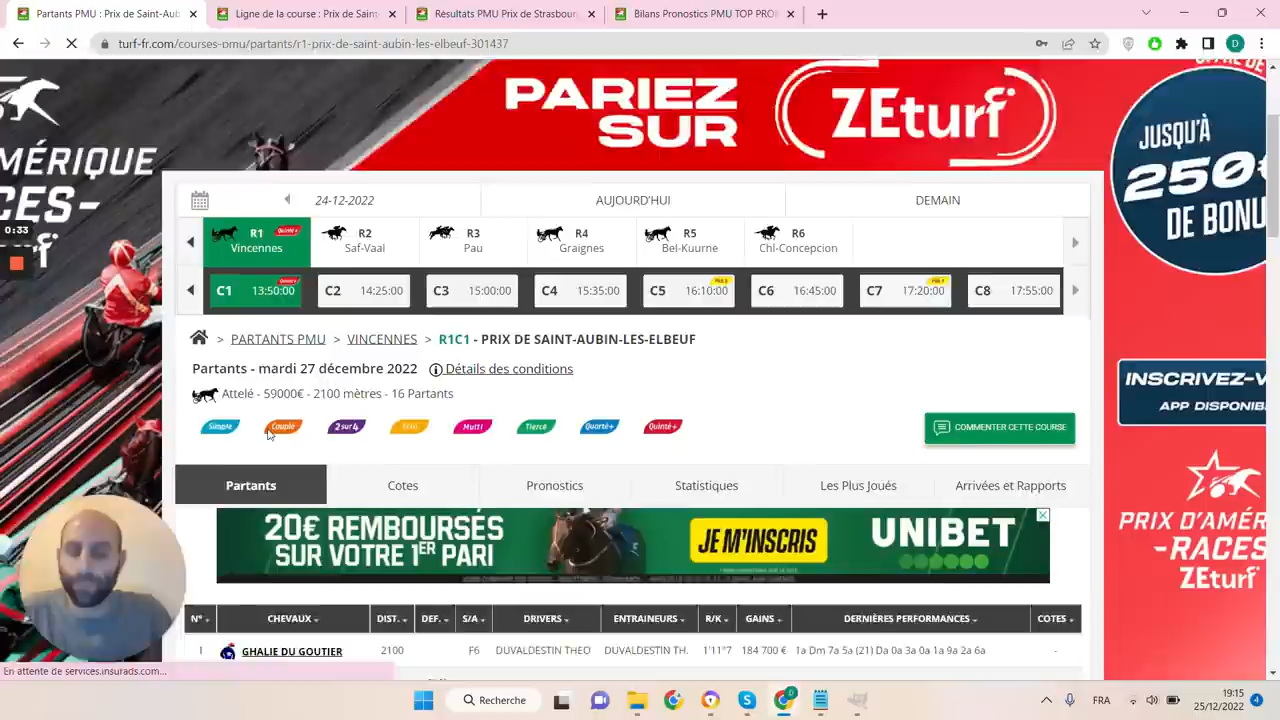 Partants PMU : Prix de Saint-Aub
Ligne de la course : Prix de Saint-
Résultats PMU Prix de Strasbourg
Bilans Pronostics PMU TOP PRO
turf-fr.com/courses-pmu/partants/r1-prix-de-saint-aubin-les-elbeuf-391437
MÉRIQUE
CES-
rf
0:33
PARIEZ
SUR
ZEturf
JUSQU'À
250€
DE BONU
24-12-2022
AUJOURD'HUI
DEMAIN
R1 Quinté+
Vincennes
R2
Saf-Vaal
R3
Pau
R4
Graignes
R5
Bel-Kuurne
R6
Chl-Concepcion
C1 13:50:00
C2 14:25:00
C3 15:00:00
C4 15:35:00
C5 16:10:00
C6 16:45:00
C7 17:20:00
C8 17:55:00
> PARTANTS PMU > VINCENNES > R1C1 - PRIX DE SAINT-AUBIN-LES-ELBEUF
Partants - mardi 27 décembre 2022 Détails des conditions
Attelé - 59000€ - 2100 mètres - 16 Partants
Simple Couplé 2sur4 Multi Tiercé Quarté+ Quinté+
COMMENTER CETTE COURSE
INSCRIVEZ-V
APP DISPONIB
Partants
Cotes
Pronostics
Statistiques
Les Plus Joués
Arrivées et Rapports
20€ REMBOURSÉS
SUR VOTRE 1ER PARI
JE M'INSCRIS
UNIBET
PRIX D'AMÉR
-RACES
ZEturf
N° CHEVAUX DIST. DEF. S/A DRIVERS ENTRAINEURS R/K GAINS DERNIÈRES PERFORMANCES COTES
1 GHALIE DU GOUTIER 2100 F6 DUVALDESTIN THEO DUVALDESTIN TH. 1'11"7 184 700 € 1a Dm 7a 5a (21) Da 0a 3a 0a 1a 9a 2a 6a -
En attente de services.insurads.com...
Recherche
FRA
19:15
25/12/2022
4